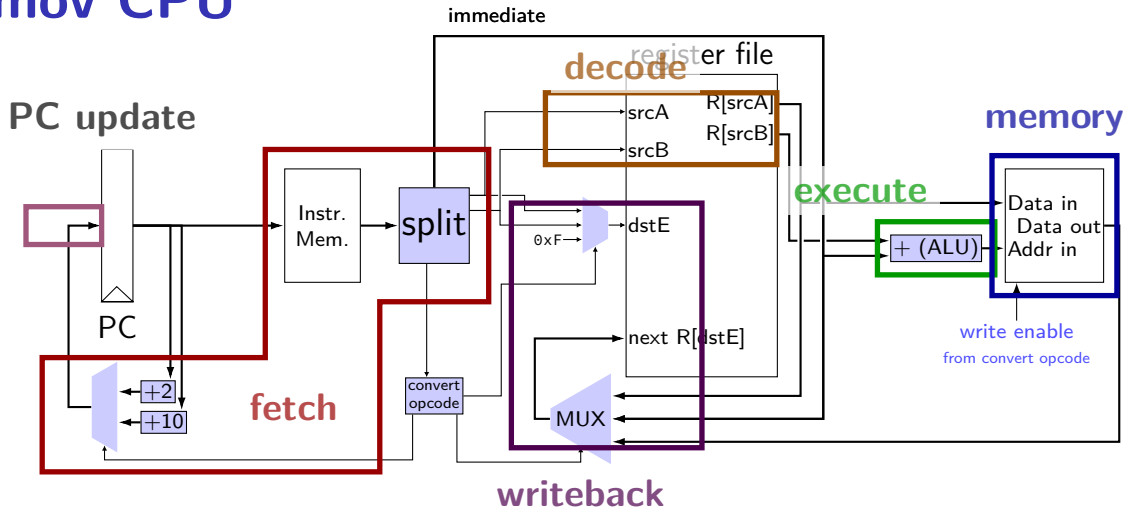 mov CPU
immediate
register file
decode
PC update
memory
srcA
R[srcA]
srcB
R[srcB]
execute
Instr.
Mem.
split
Data in
Data out
Addr in
dstE
0xF
+ (ALU)
PC
next R[dstE]
write enable
from convert opcode
+2
+10
fetch
convert
opcode
MUX
writeback